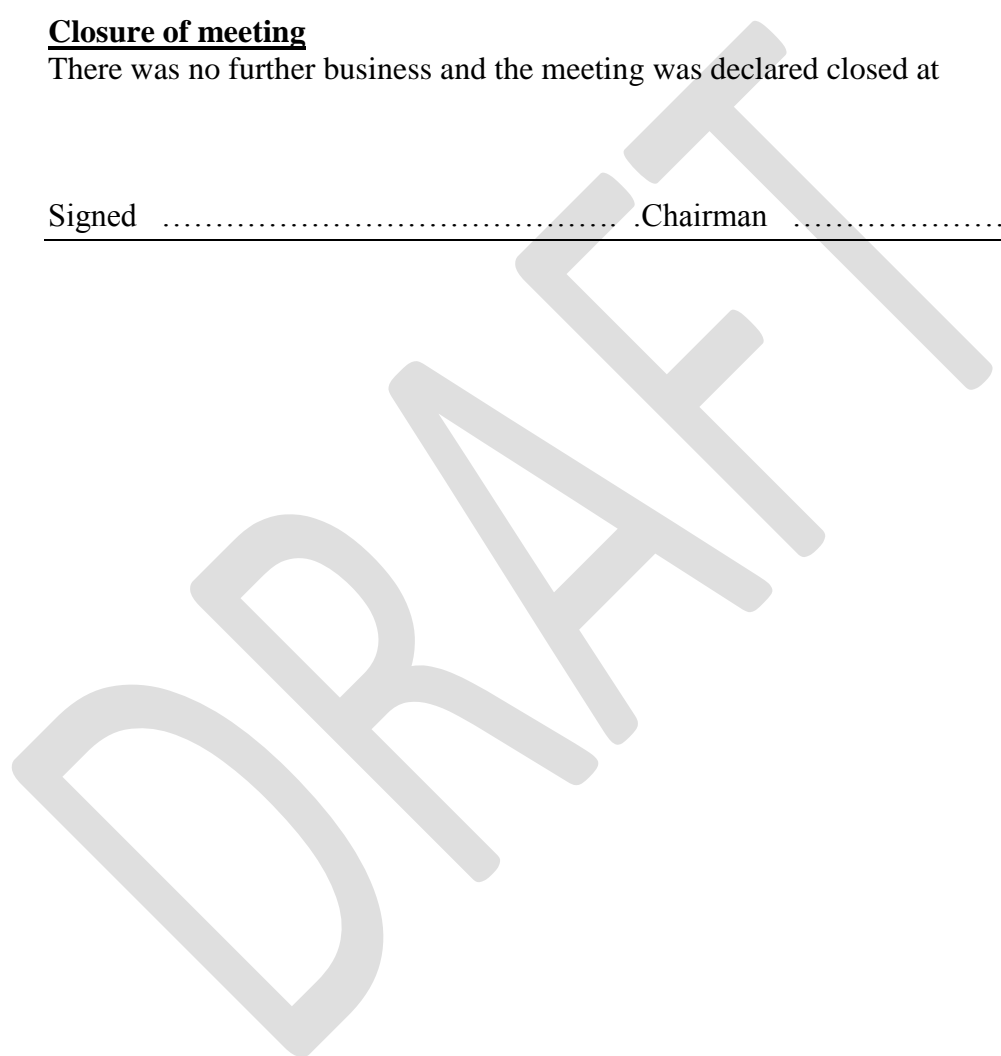 Closure of meeting
There was no further business and the meeting was declared closed at
Signed ………………………………….. .Chairman …………………
DRAFT